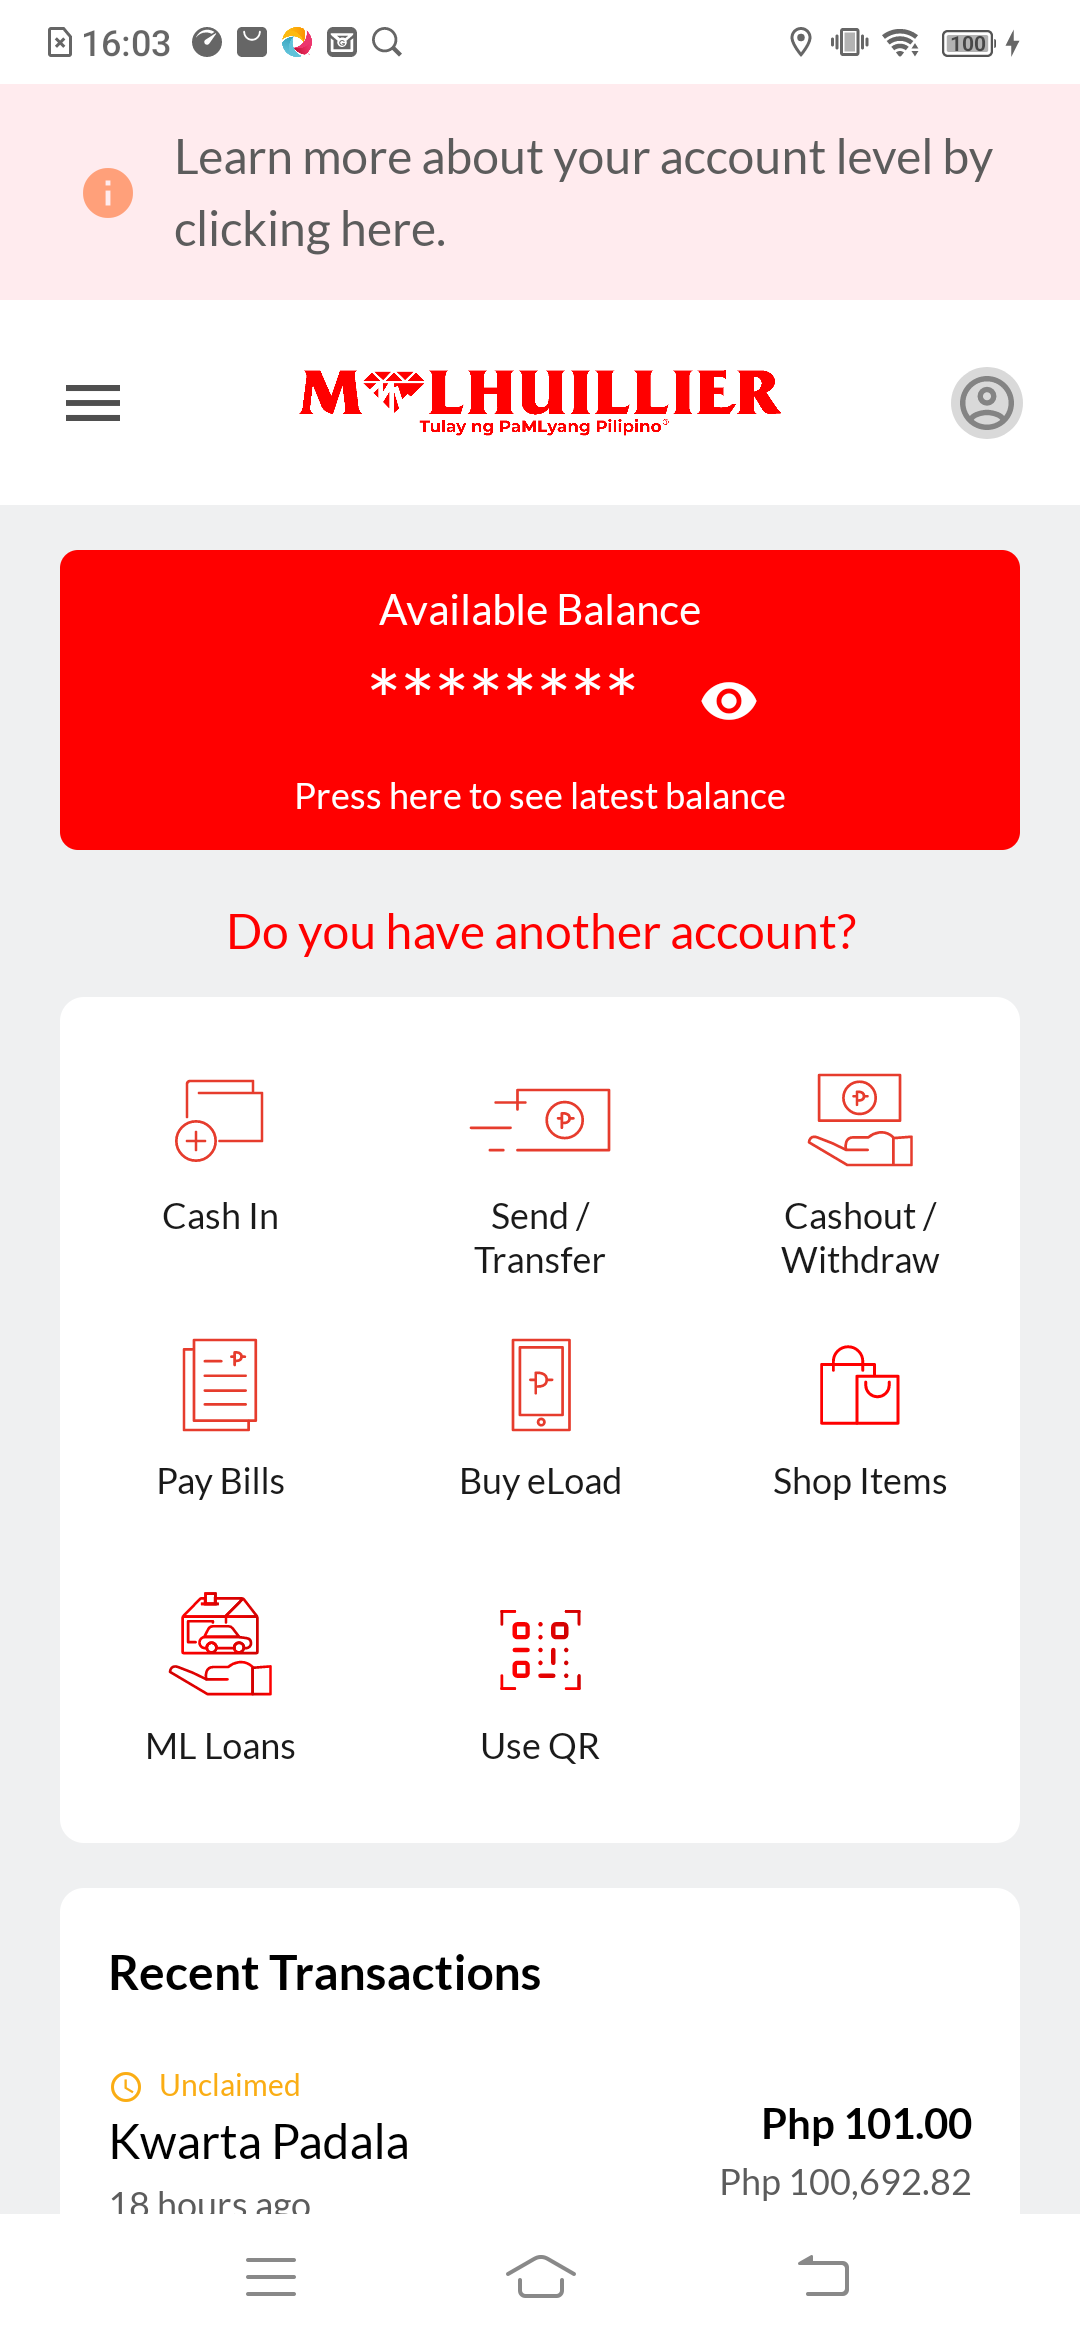 16:03
100
Learn more about your account level by
clicking here.
M LHUILLIER
Tulay ng PaMLyang Pilipino®
Available Balance
********
Press here to see latest balance
Do you have another account?
Cash In
Send /
Transfer
Cashout /
Withdraw
Pay Bills
Buy eLoad
Shop Items
ML Loans
Use QR
Recent Transactions
Unclaimed
Kwarta Padala
Php 101.00
Php 100,692.82
18 hours ago